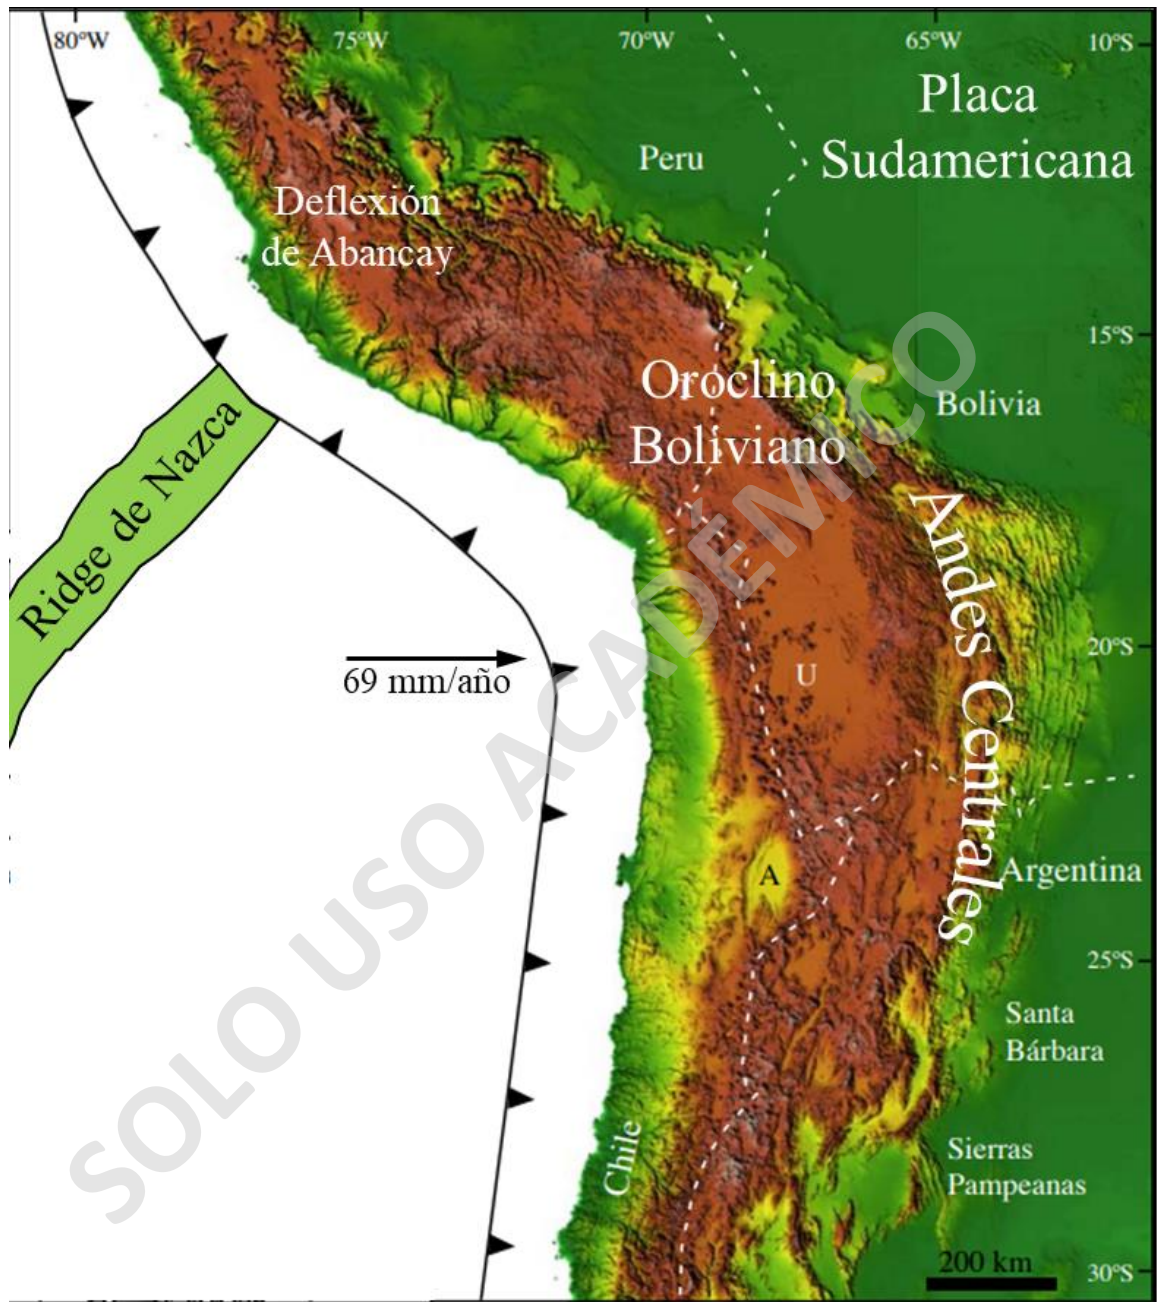 80°W
75°W
70°W
65°W
10°S
Placa
Sudamericana
Peru
Deflexión
de Abancay
15°S
Oroclino
Boliviano
Bolivia
Ridge de Nazca
Andes Centrales
20°S
69 mm/año
U
A
Argentina
25°S
Santa
Bárbara
Chile
Sierras
Pampeanas
200 km
30°S
SOLO USO ACADÉMICO